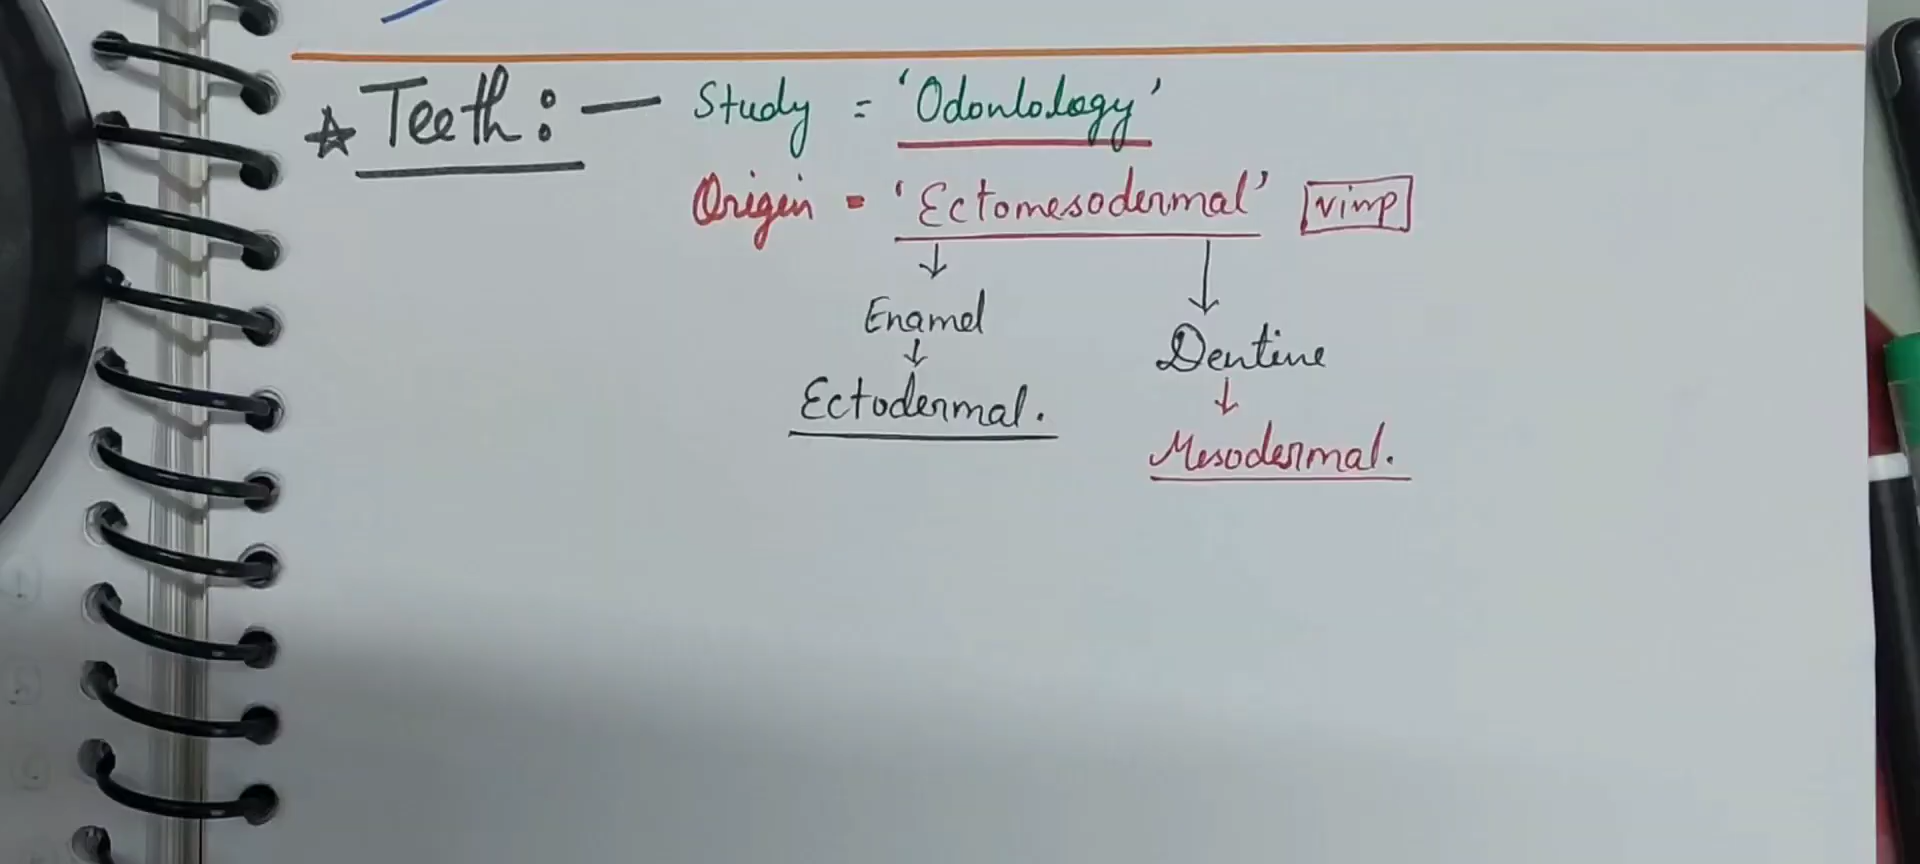 ☆ Teeth :— Study = 'Odontology'
Origin = 'Ectomesodermal' vimp
↓ ↓
Enamel Dentine
↓ ↓
Ectodermal. Mesodermal.